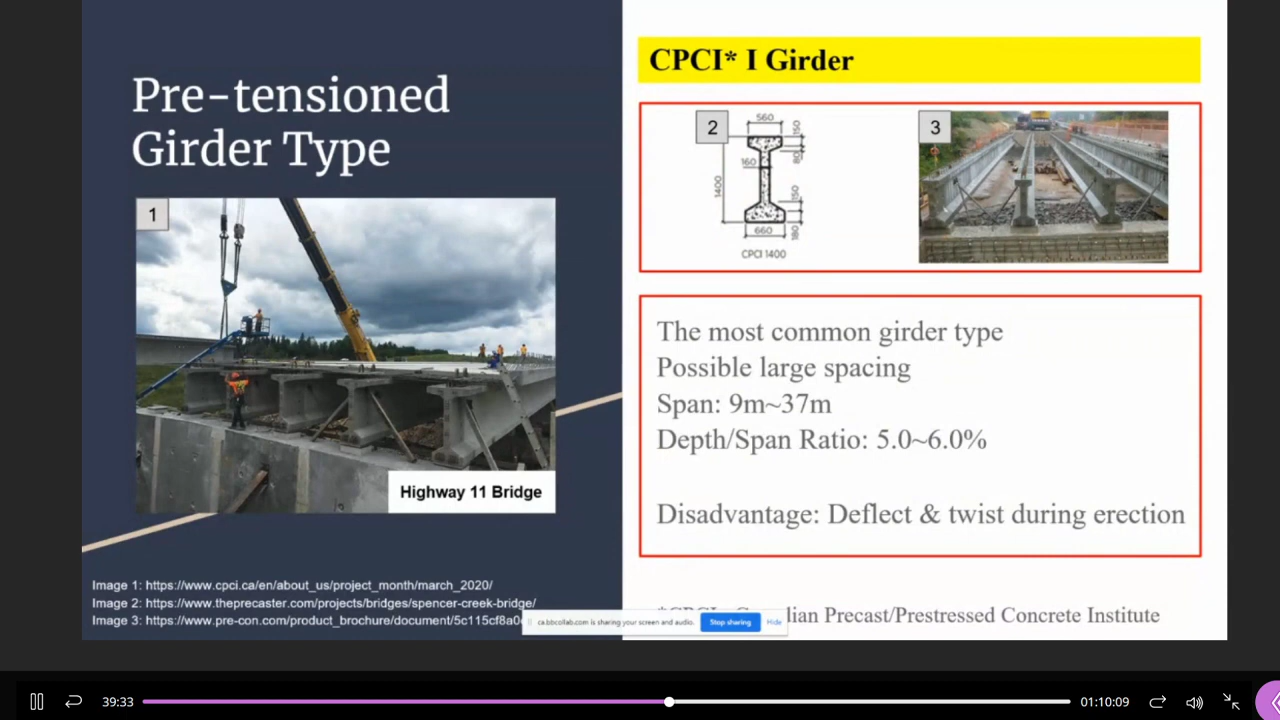 Pre-tensioned
Girder Type
1
Highway 11 Bridge
Image 1: https://www.cpci.ca/en/about_us/project_month/march_2020/
Image 2: https://www.theprecaster.com/projects/bridges/spencer-creek-bridge/
Image 3: https://www.pre-con.com/product_brochure/document/5c115cf8a0
CPCI* I Girder
2
560
150
80
160
1400
150
180
660
CPCI 1400
3
The most common girder type
Possible large spacing
Span: 9m~37m
Depth/Span Ratio: 5.0~6.0%
Disadvantage: Deflect & twist during erection
dian Precast/Prestressed Concrete Institute
ca.bbcollab.com is sharing your screen and audio.
Stop sharing
Hide
39:33
01:10:09